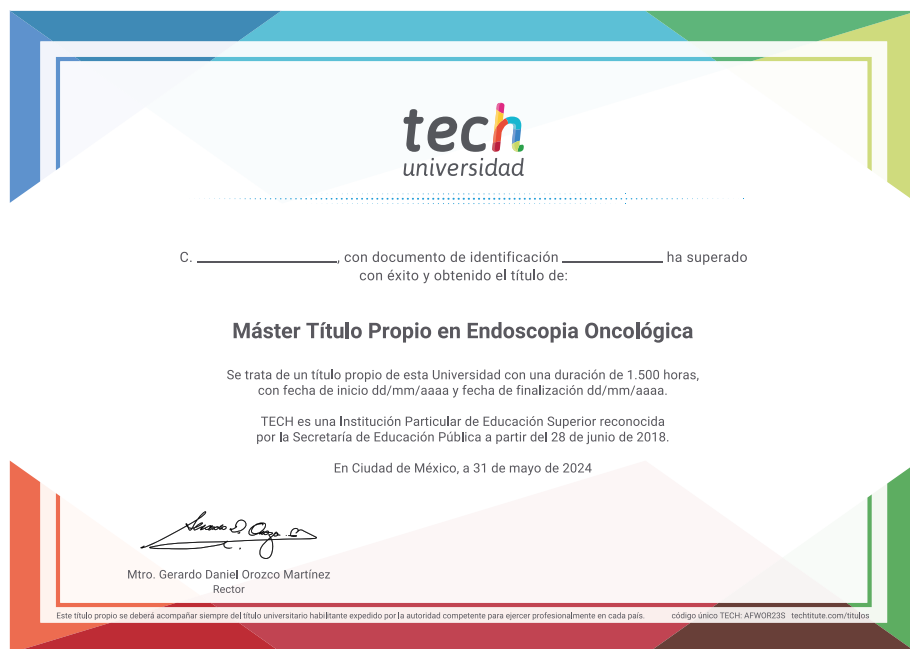 tech
universidad
C. ____________________, con documento de identificación ______________ ha superado
con éxito y obtenido el título de:
Máster Título Propio en Endoscopia Oncológica
Se trata de un título propio de esta Universidad con una duración de 1.500 horas,
con fecha de inicio dd/mm/aaaa y fecha de finalización dd/mm/aaaa.
TECH es una Institución Particular de Educación Superior reconocida
por la Secretaría de Educación Pública a partir del 28 de junio de 2018.
En Ciudad de México, a 31 de mayo de 2024
Mtro. Gerardo Daniel Orozco Martínez
Rector
Este título propio se deberá acompañar siempre del título universitario habilitante expedido por la autoridad competente para ejercer profesionalmente en cada país. código único TECH: AFWOR23S techtitute.com/titulos